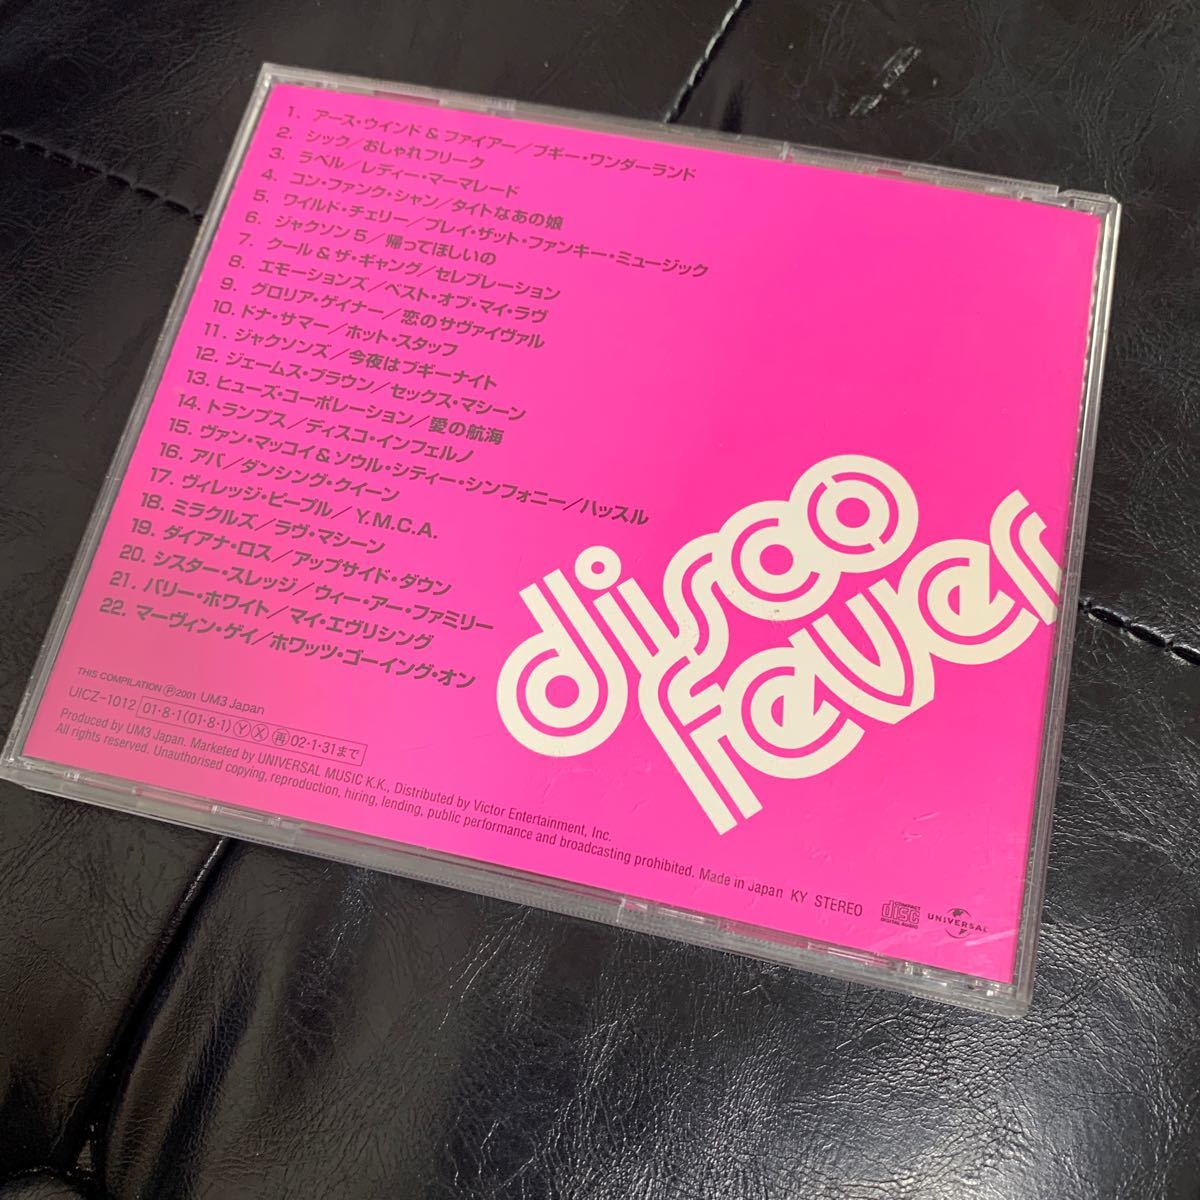 1. アース・ウインド & ファイアー／ブギー・ワンダーランド
2. シック／おしゃれフリーク
3. ラベル／レディー・マーマレード
4. コン・ファンク・シャン／タイトなあの娘
5. ワイルド・チェリー／プレイ・ザット・ファンキー・ミュージック
6. ジャクソン 5／帰ってほしいの
7. クール & ザ・ギャング／セレブレーション
8. エモーションズ／ベスト・オブ・マイ・ラヴ
9. グロリア・ゲイナー／恋のサヴァイヴァル
10. ドナ・サマー／ホット・スタッフ
11. ジャクソンズ／今夜はブギーナイト
12. ジェームス・ブラウン／セックス・マシーン
13. ヒューズ・コーポレーション／愛の航海
14. トランプス／ディスコ・インフェルノ
15. ヴァン・マッコイ&ソウル・シティー・シンフォニー／ハッスル
16. アバ／ダンシング・クイーン
17. ヴィレッジ・ピープル／Y.M.C.A.
18. ミラクルズ／ラヴ・マシーン
19. ダイアナ・ロス／アップサイド・ダウン
20. シスター・スレッジ／ウィー・アー・ファミリー
21. バリー・ホワイト／マイ・エヴリシング
22. マーヴィン・ゲイ／ホワッツ・ゴーイング・オン
disco
fever
THIS COMPILATION Ⓟ2001 UM3 Japan
UICZ-1012 01・8・1(01・8・1) Ⓨ Ⓧ 再 02・1・31まで
Produced by UM3 Japan. Marketed by UNIVERSAL MUSIC K.K., Distributed by Victor Entertainment, Inc.
All rights reserved. Unauthorised copying, reproduction, hiring, lending, public performance and broadcasting prohibited. Made in Japan KY STEREO
COMPACT
disc
DIGITAL AUDIO
UNIVERSAL